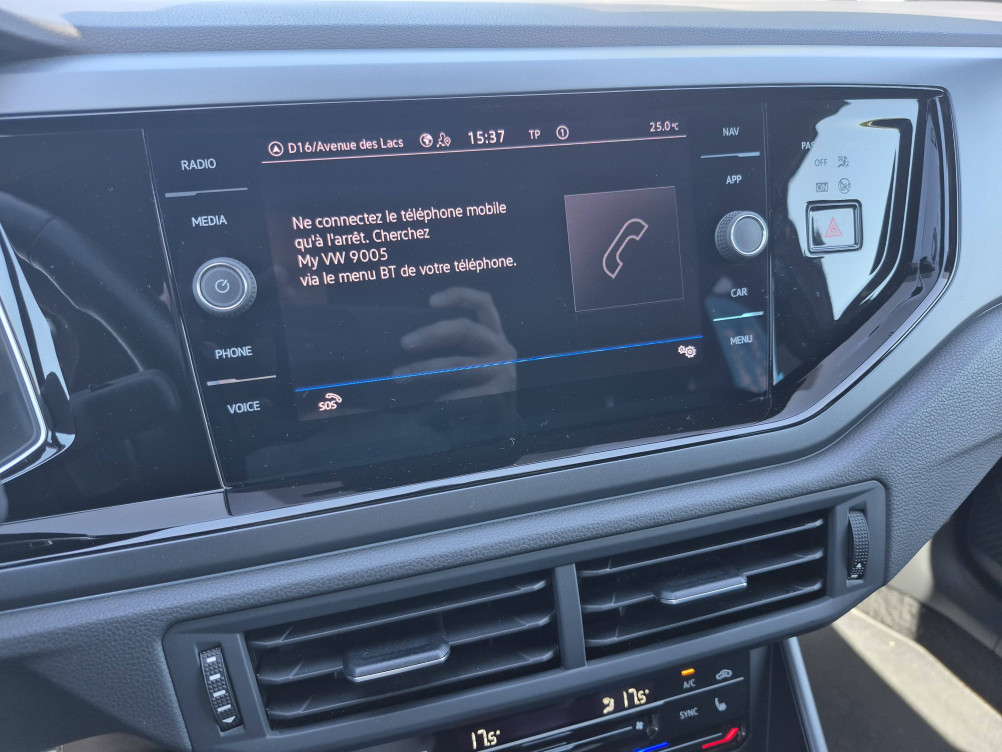 D16/Avenue des Lacs 15:37 TP 1 25.0°C
Ne connectez le téléphone mobile
qu'à l'arrêt. Cherchez
My VW 9005
via le menu BT de votre téléphone.
SOS
RADIO
MEDIA
PHONE
VOICE
NAV
APP
CAR
MENU
PAS
OFF
A/C
17.5°
SYNC
17.5°